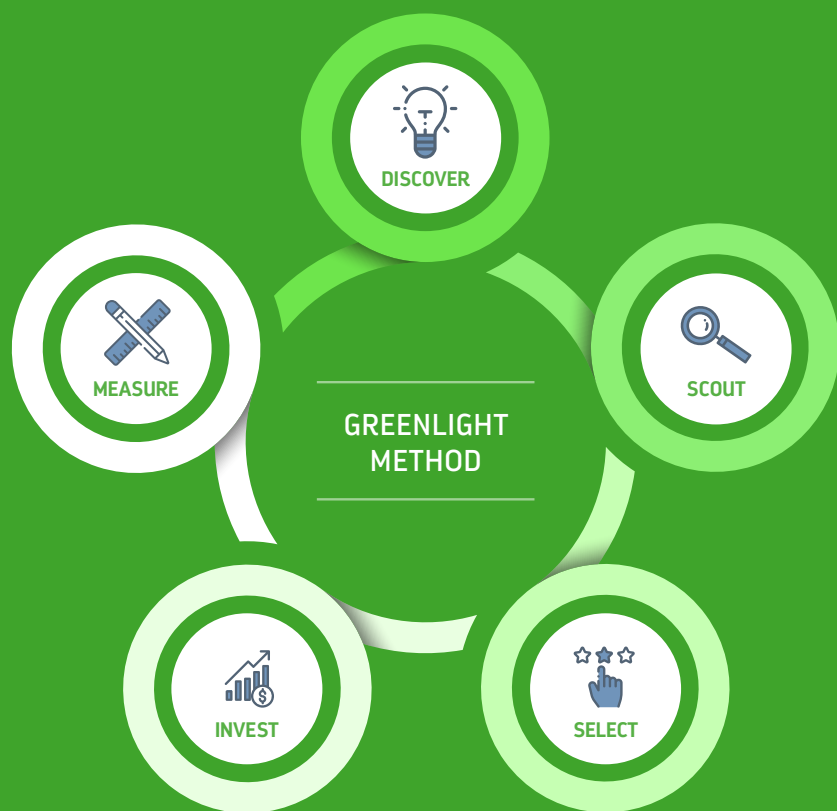 DISCOVER
SCOUT
SELECT
INVEST
MEASURE
GREENLIGHT
METHOD